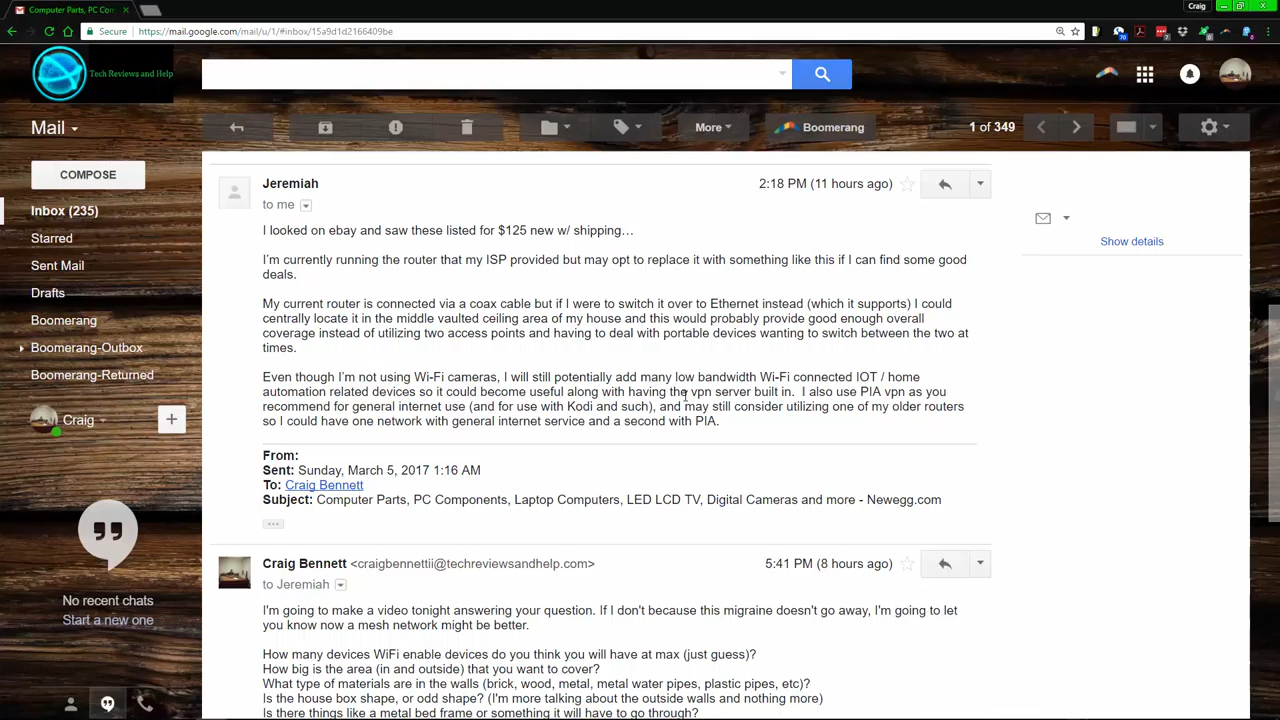 Computer Parts, PC Com
Craig
Secure https://mail.google.com/mail/u/1/#inbox/15a9d1d2166409be
Tech Reviews and Help
Mail
More
Boomerang
1 of 349
COMPOSE
Inbox (235)
Starred
Sent Mail
Drafts
Boomerang
Boomerang-Outbox
Boomerang-Returned
Craig
No recent chats
Start a new one
Jeremiah
2:18 PM (11 hours ago)
to me
Show details
I looked on ebay and saw these listed for $125 new w/ shipping…
I'm currently running the router that my ISP provided but may opt to replace it with something like this if I can find some good
deals.
My current router is connected via a coax cable but if I were to switch it over to Ethernet instead (which it supports) I could
centrally locate it in the middle vaulted ceiling area of my house and this would probably provide good enough overall
coverage instead of utilizing two access points and having to deal with portable devices wanting to switch between the two at
times.
Even though I'm not using Wi-Fi cameras, I will still potentially add many low bandwidth Wi-Fi connected IOT / home
automation related devices so it could become useful along with having the vpn server built in.  I also use PIA vpn as you
recommend for general internet use (and for use with Kodi and such), and may still consider utilizing one of my older routers
so I could have one network with general internet service and a second with PIA.
From:
Sent: Sunday, March 5, 2017 1:16 AM
To: Craig Bennett
Subject: Computer Parts, PC Components, Laptop Computers, LED LCD TV, Digital Cameras and more - Newegg.com
Craig Bennett <craigbennettii@techreviewsandhelp.com>
5:41 PM (8 hours ago)
to Jeremiah
I'm going to make a video tonight answering your question. If I don't because this migraine doesn't go away, I'm going to let
you know now a mesh network might be better.
How many devices WiFi enable devices do you think you will have at max (just guess)?
How big is the area (in and outside) that you want to cover?
What type of materials are in the walls (brick, wood, metal, metal water pipes, plastic pipes, etc)?
Is the house box shape, or odd shape? (I'm more talking about the outside walls and nothing more)
Is there things like a metal bed frame or something it will have to go through?